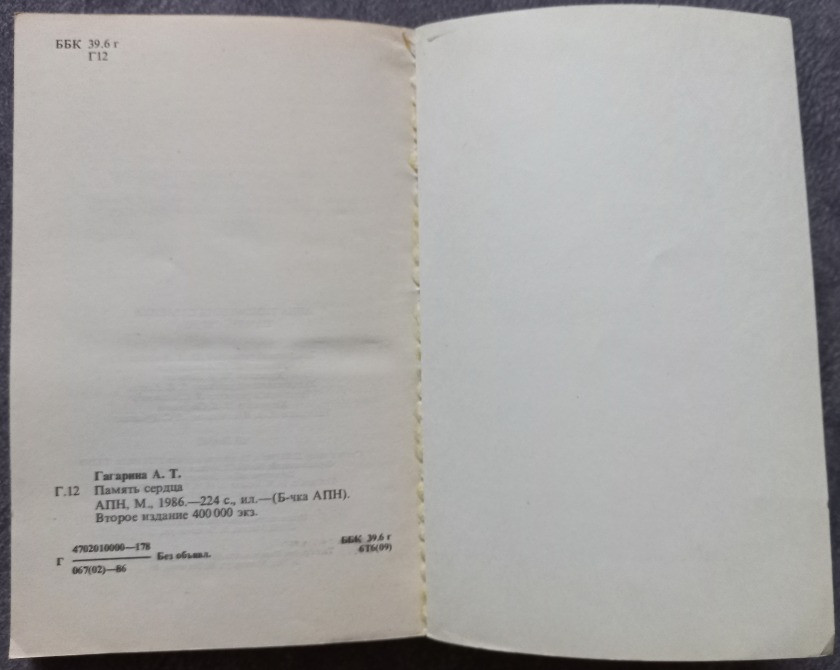 ББК 39.6 г
Г12
Гагарина А. Т.
Г.12 Память сердца
АПН, М., 1986.—224 с., ил.—(Б-чка АПН).
Второе издание 400 000 экз.
4702010000—178
Г Без объявл.
067(02)—86
ББК 39.6 г
6Т6(09)